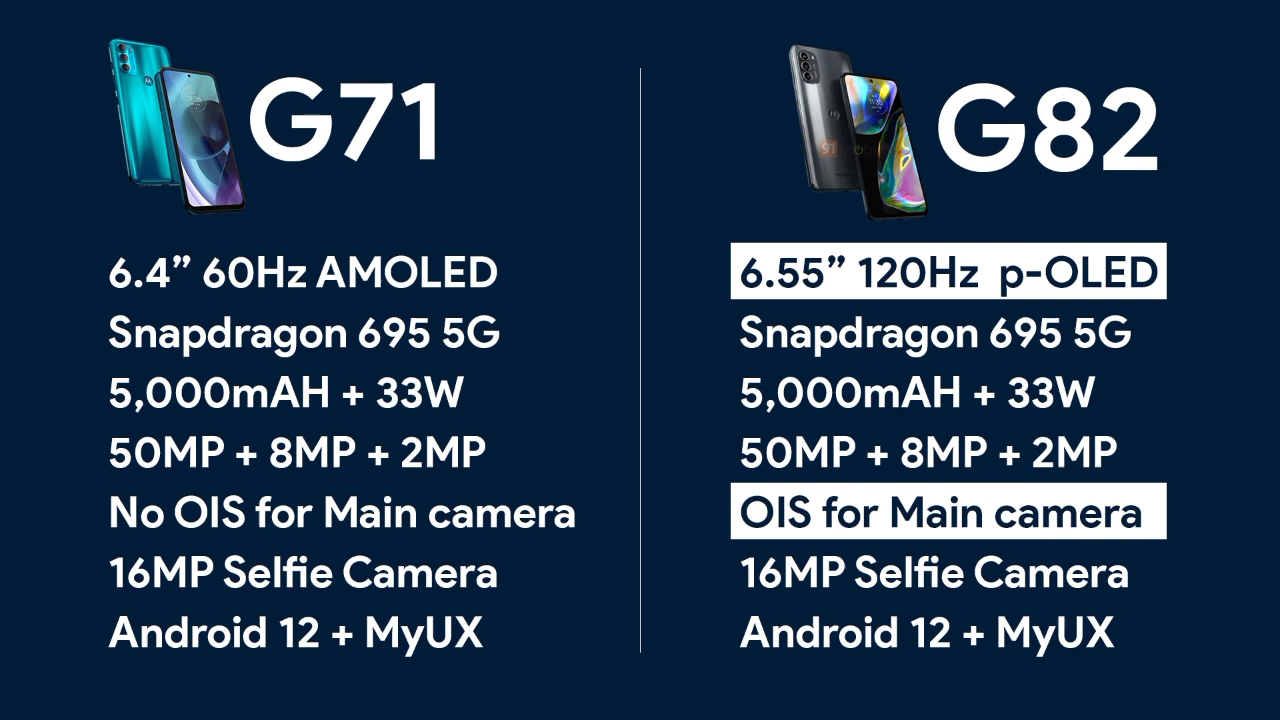 G71
6.4” 60Hz AMOLED
Snapdragon 695 5G
5,000mAH + 33W
50MP + 8MP + 2MP
No OIS for Main camera
16MP Selfie Camera
Android 12 + MyUX
G82
6.55” 120Hz p-OLED
Snapdragon 695 5G
5,000mAH + 33W
50MP + 8MP + 2MP
OIS for Main camera
16MP Selfie Camera
Android 12 + MyUX